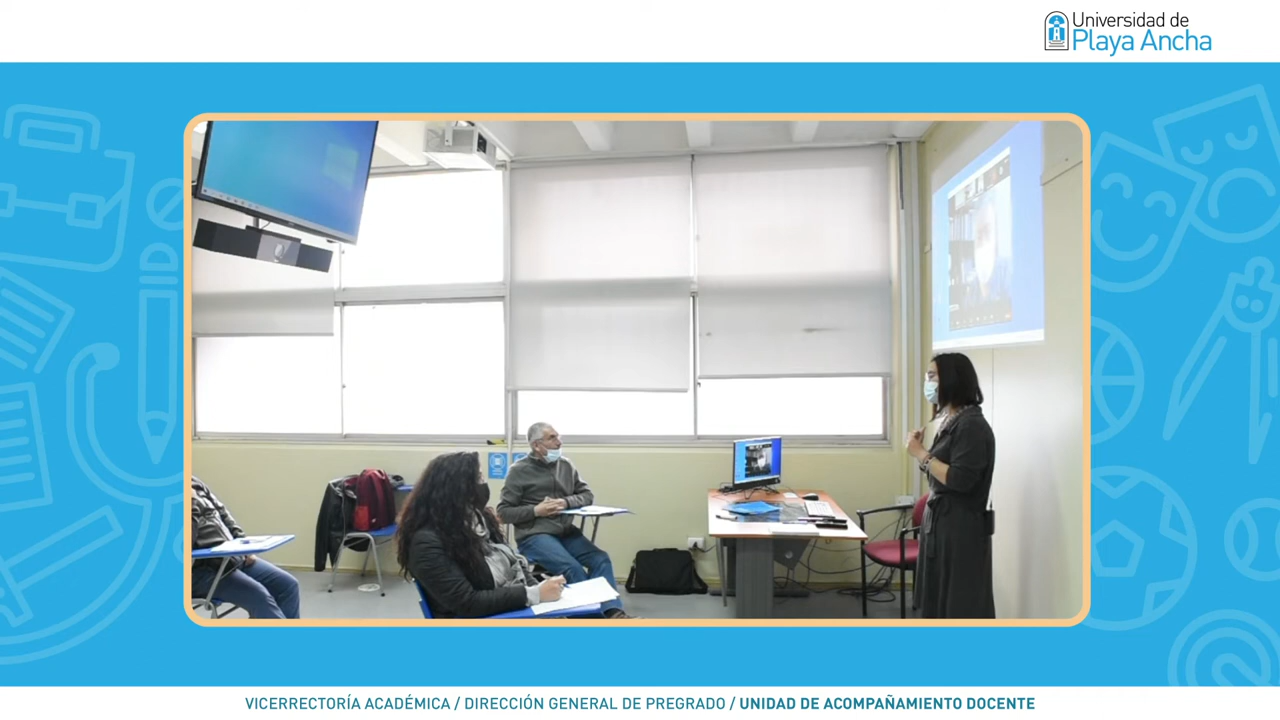 Universidad de
Playa Ancha
VICERRECTORÍA ACADÉMICA / DIRECCIÓN GENERAL DE PREGRADO / UNIDAD DE ACOMPAÑAMIENTO DOCENTE